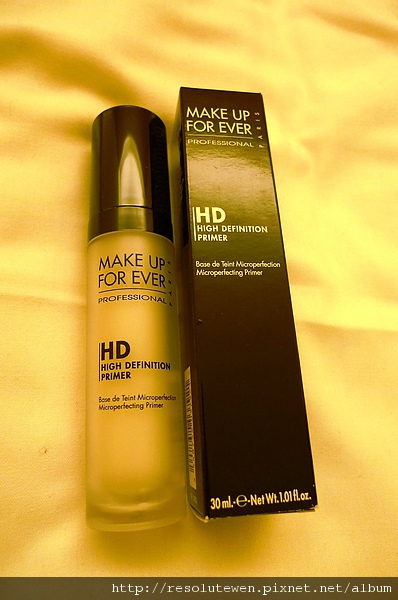 MAKE UP
FOR EVER
PROFESSIONAL
PARIS
HD
HIGH DEFINITION
PRIMER
Base de Teint Microperfection
Microperfecting Primer
MAKE UP
FOR EVER
PROFESSIONAL
PARIS
HD
HIGH DEFINITION
PRIMER
Base de Teint Microperfection
Microperfecting Primer
30 ml.-℮-Net Wt. 1.01 fl. oz.
http://resolutewen.pixnet.net/album